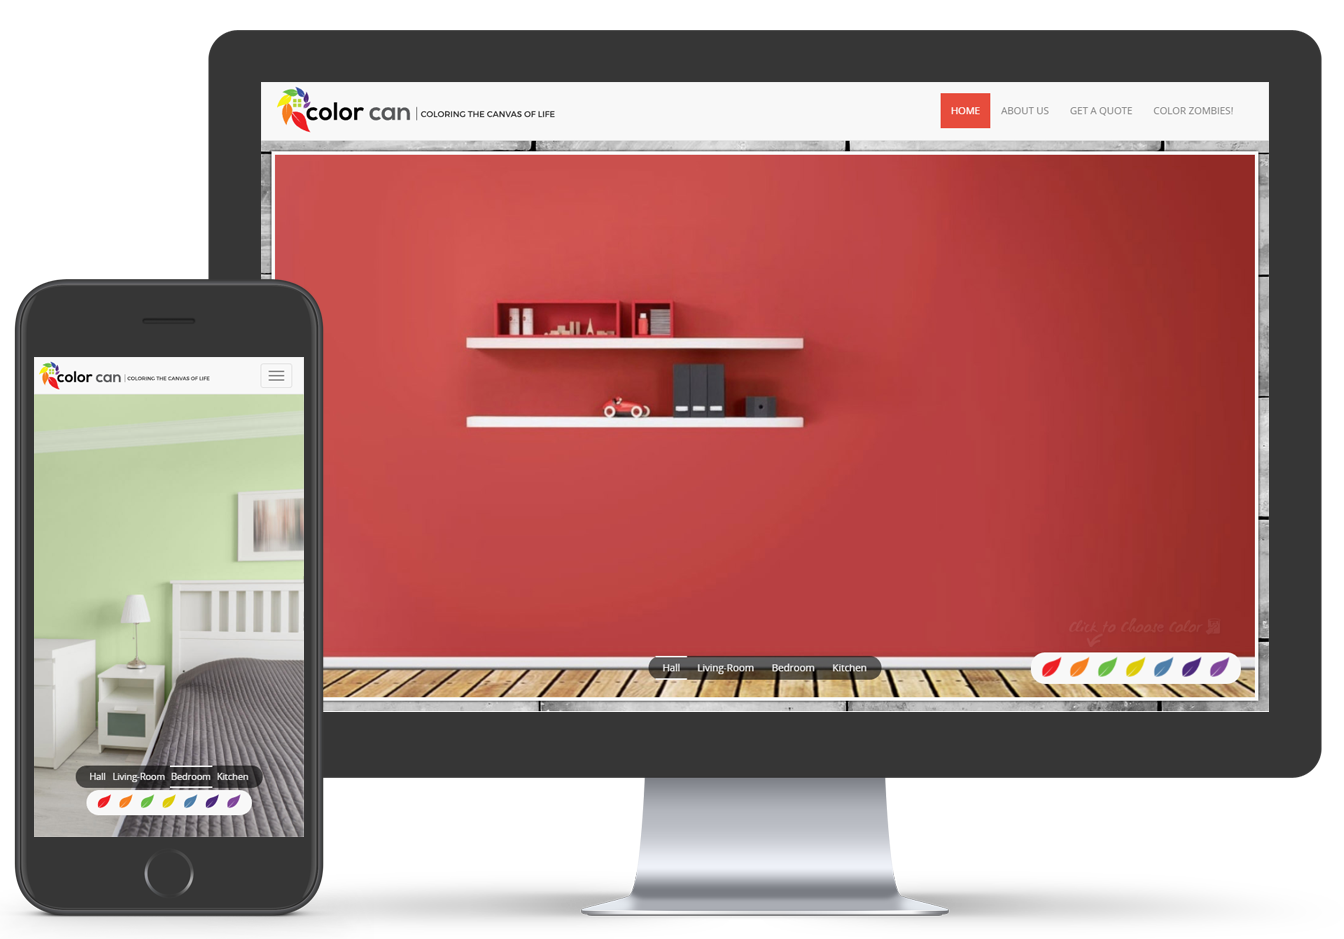 color can | COLORING THE CANVAS OF LIFE
HOME ABOUT US GET A QUOTE COLOR ZOMBIES!
click to choose color
Hall Living-Room Bedroom Kitchen
color can | COLORING THE CANVAS OF LIFE
Hall Living-Room Bedroom Kitchen